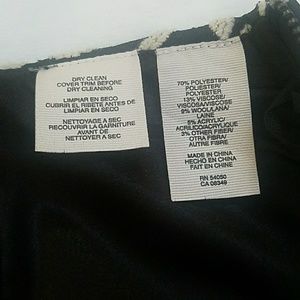 DRY CLEAN
COVER TRIM BEFORE
DRY CLEANING
LIMPIAR EN SECO
CUBRIR EL RIBETE ANTES DE
LIMPIAR EN SECO
NETTOYAGE A SEC
RECOUVRIR LA GARNITURE
AVANT DE
NETTOYER A SEC
70% POLYESTER/
POLIESTER/
POLYESTER
13% VISCOSE/
VISCOSA/VISCOSE
9% WOOL/LANA/
LAINE
5% ACRYLIC/
ACRILICO/ACRYLIQUE
3% OTHER FIBER/
OTRA FIBRA/
AUTRE FIBRE
MADE IN CHINA
HECHO EN CHINA
FAIT EN CHINE
RN 54050
CA 08349